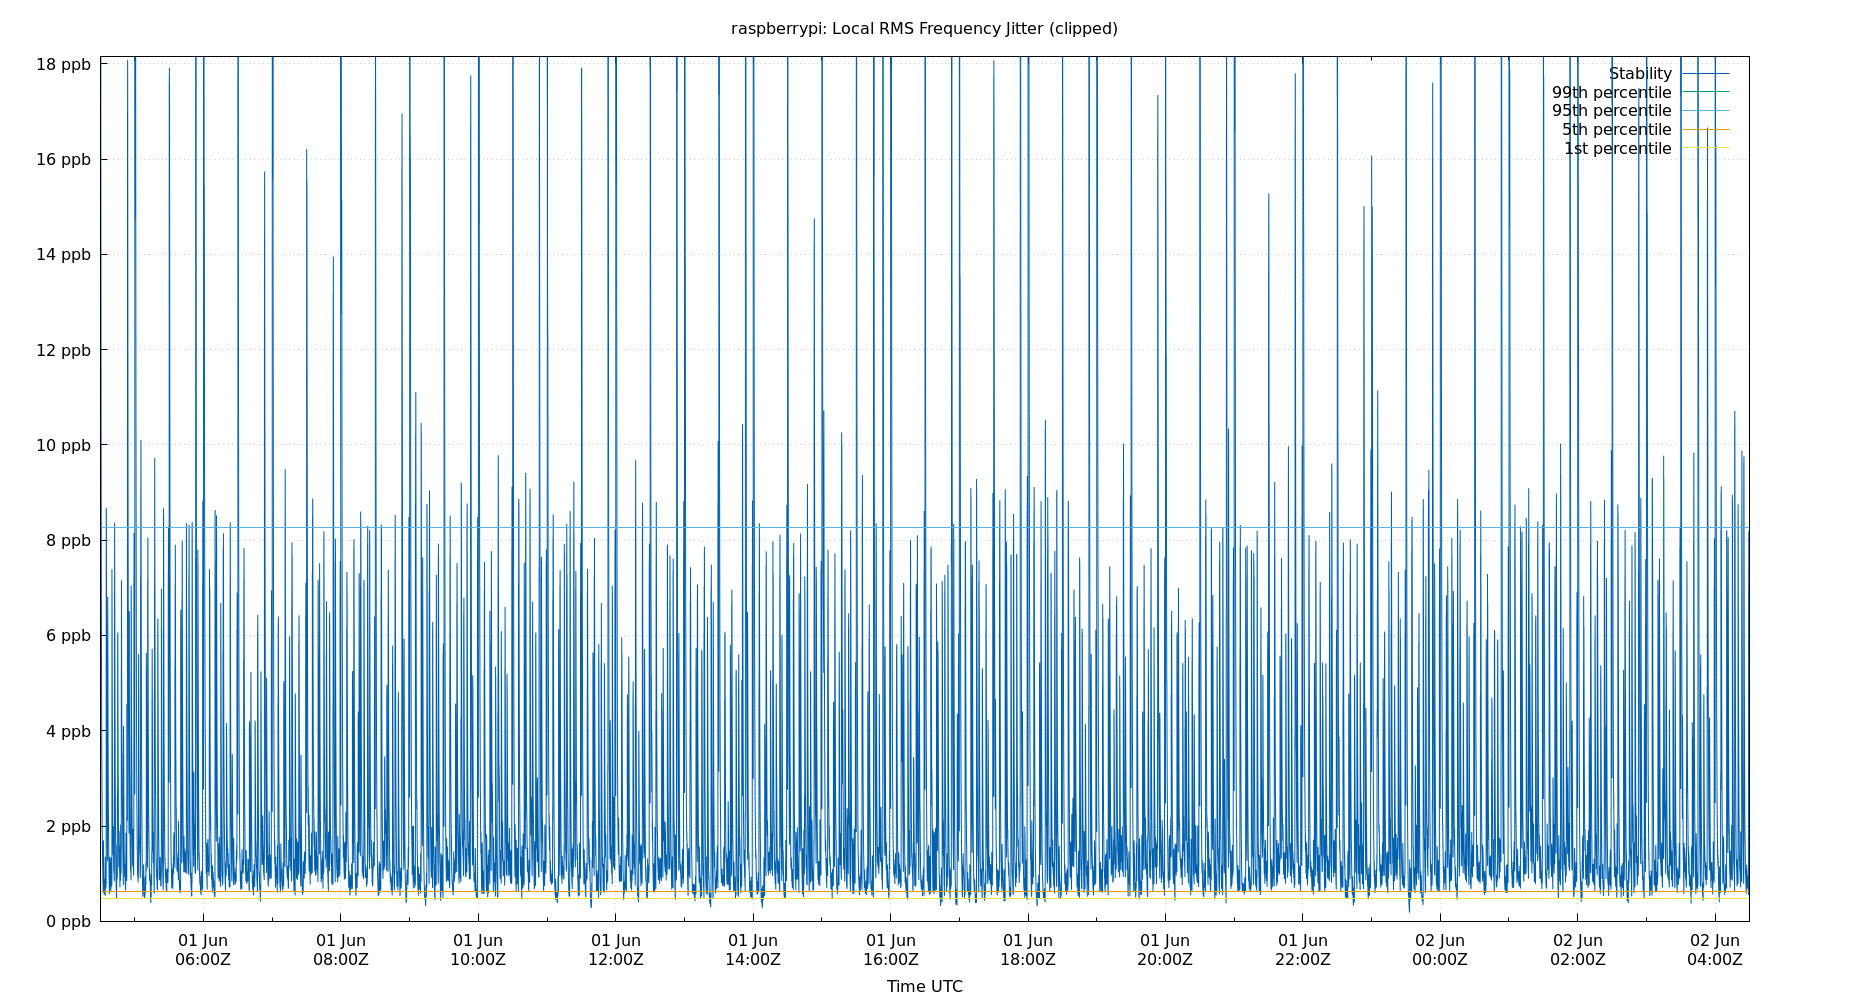 raspberrypi: Local RMS Frequency Jitter (clipped)
18 ppb
16 ppb
14 ppb
12 ppb
10 ppb
8 ppb
6 ppb
4 ppb
2 ppb
0 ppb
Stability
99th percentile
95th percentile
5th percentile
1st percentile
01 Jun 01 Jun 01 Jun 01 Jun 01 Jun 01 Jun 01 Jun 01 Jun 01 Jun 02 Jun 02 Jun 02 Jun
06:00Z 08:00Z 10:00Z 12:00Z 14:00Z 16:00Z 18:00Z 20:00Z 22:00Z 00:00Z 02:00Z 04:00Z
Time UTC